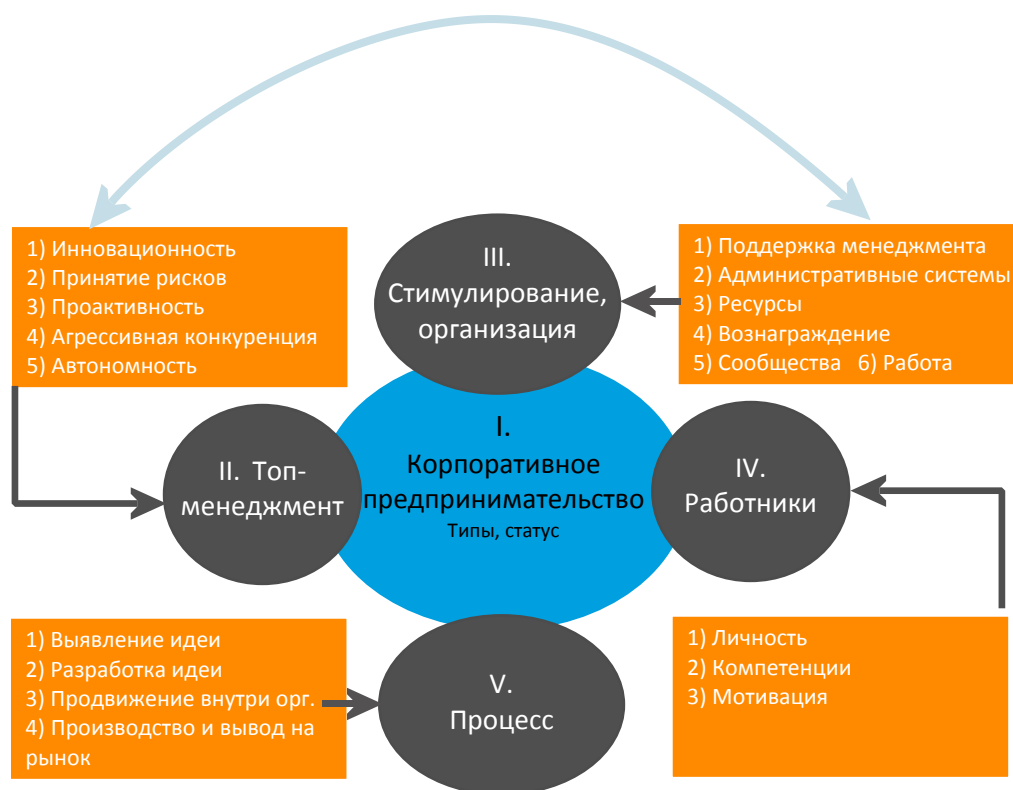 1) Инновационность
2) Принятие рисков
3) Проактивность
4) Агрессивная конкуренция
5) Автономность
III.
Стимулирование,
организация
1) Поддержка менеджмента
2) Административные системы
3) Ресурсы
4) Вознаграждение
5) Сообщества 6) Работа
II. Топ-
менеджмент
I.
Корпоративное
предпринимательство
Типы, статус
IV.
Работники
1) Выявление идеи
2) Разработка идеи
3) Продвижение внутри орг.
4) Производство и вывод на
рынок
V.
Процесс
1) Личность
2) Компетенции
3) Мотивация